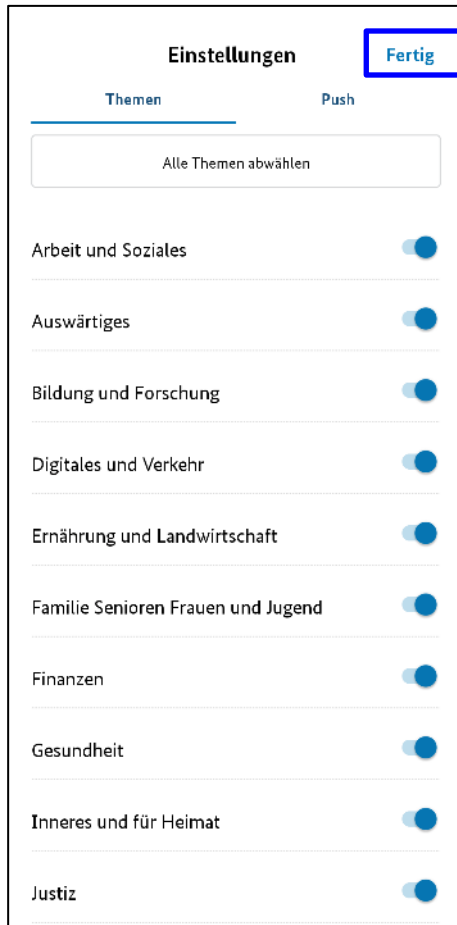 Einstellungen Fertig
Themen Push
Alle Themen abwählen
Arbeit und Soziales
Auswärtiges
Bildung und Forschung
Digitales und Verkehr
Ernährung und Landwirtschaft
Familie Senioren Frauen und Jugend
Finanzen
Gesundheit
Inneres und für Heimat
Justiz